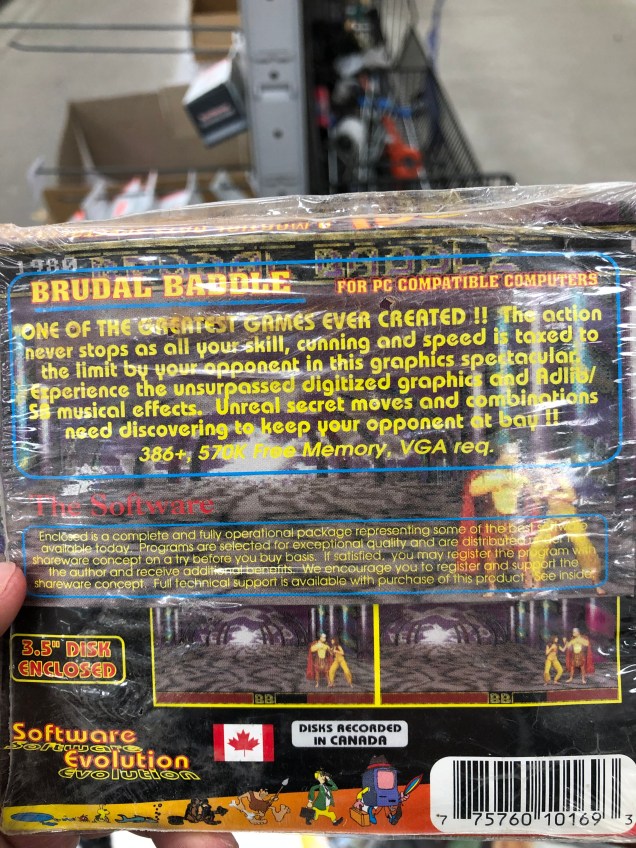 1980
BRUDAL BADDLE
FOR PC COMPATIBLE COMPUTERS
ONE OF THE GREATEST GAMES EVER CREATED !! The action
never stops as all your skill, cunning and speed is taxed to
the limit by your opponent in this graphics spectacular.
Experience the unsurpassed digitized graphics and Adlib/
SB musical effects. Unreal secret moves and combinations
need discovering to keep your opponent at bay !!
386+, 570K Free Memory, VGA req.
The Software
Enclosed is a complete and fully operational package representing some of the best
available today. Programs are selected for exceptional quality and are distributed
shareware concept on a try before you buy basis. If satisfied, you may register the program with
the author and receive additional benefits. We encourage you to register and support the
shareware concept. Full technical support is available with purchase of this product. See inside
3.5" DISK
ENCLOSED
BB
BB
Software
Evolution
DISKS RECORDED
IN CANADA
7 75760 10169 3